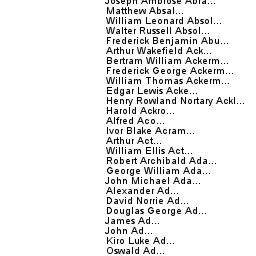 Joseph Ambrose Abra...
Matthew Absal...
William Leonard Absol...
Walter Russell Absol...
Frederick Benjamin Abu...
Arthur Wakefield Ack...
Bertram William Ackerm...
Frederick George Ackerm...
William Thomas Ackerm...
Edgar Lewis Acke...
Henry Rowland Nortary Ackl...
Harold Ackro...
Alfred Aco...
Ivor Blake Acram...
Arthur Act...
William Ellis Act...
Robert Archibald Ada...
George William Ada...
John Michael Ada...
Alexander Ad...
David Norrie Ad...
Douglas George Ad...
James Ad...
John Ad...
Kiro Luke Ad...
Oswald Ad...